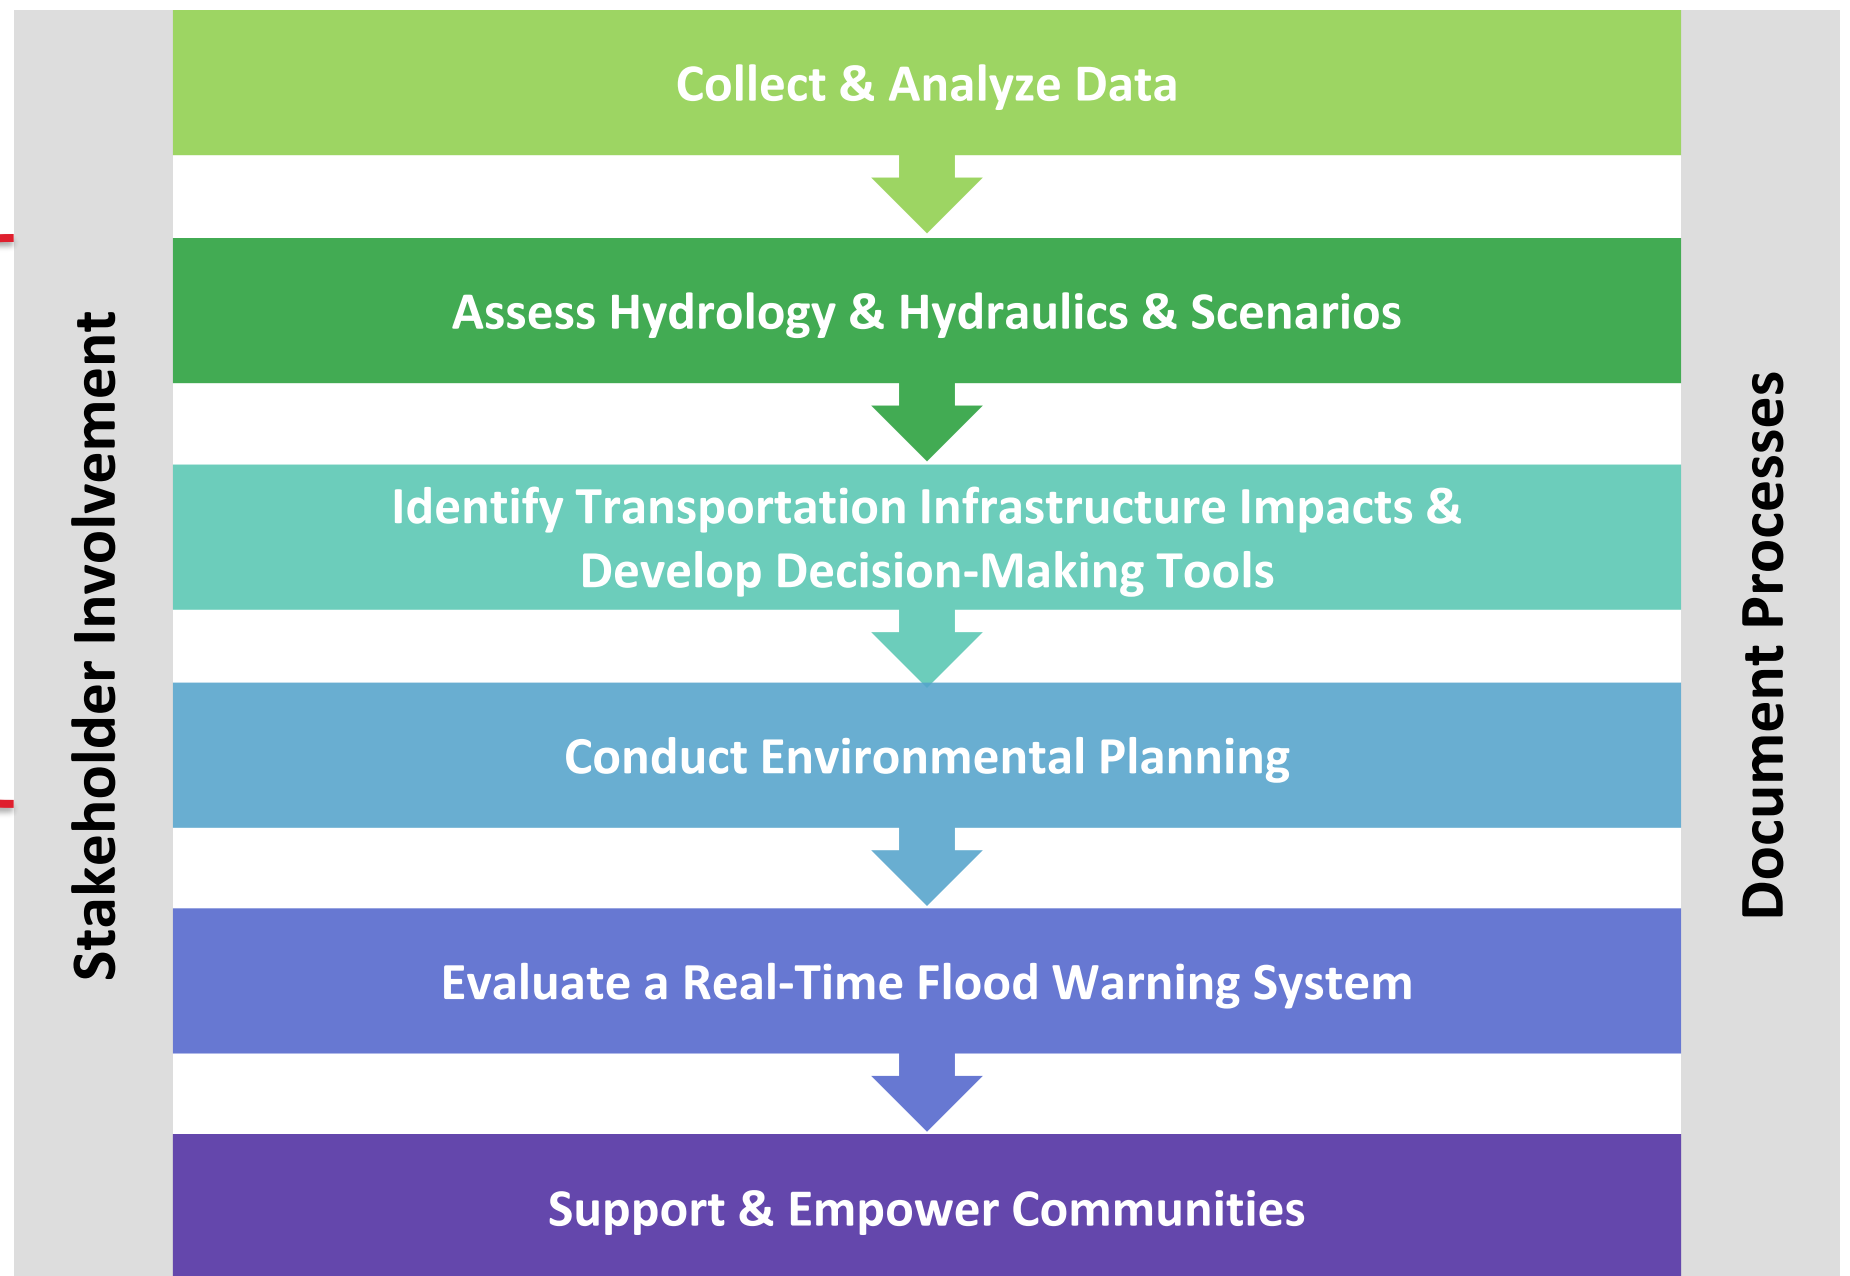 Collect & Analyze Data
Assess Hydrology & Hydraulics & Scenarios
Identify Transportation Infrastructure Impacts &
Develop Decision-Making Tools
Conduct Environmental Planning
Evaluate a Real-Time Flood Warning System
Support & Empower Communities
Stakeholder Involvement
Document Processes